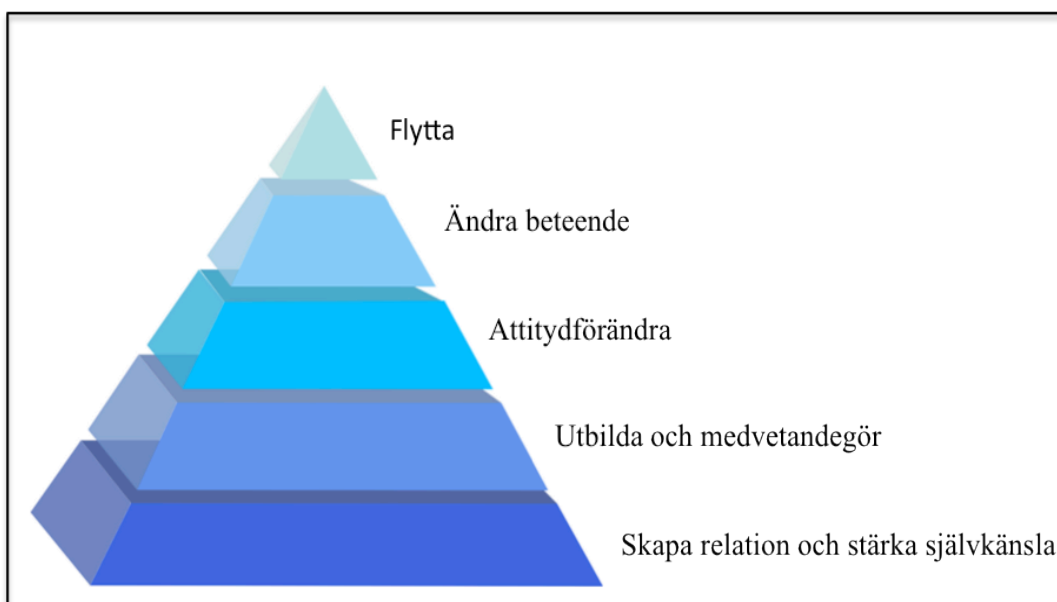 Flytta
Ändra beteende
Attitydförändra
Utbilda och medvetandegör
Skapa relation och stärka självkänsla